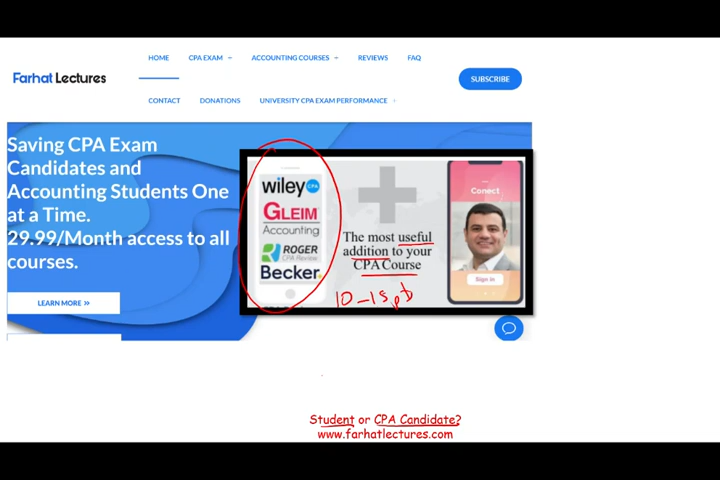 HOME CPA EXAM ACCOUNTING COURSES REVIEWS FAQ
Farhat Lectures
SUBSCRIBE
CONTACT DONATIONS UNIVERSITY CPA EXAM PERFORMANCE
Saving CPA Exam
Candidates and
Accounting Students One
at a Time.
29.99/Month access to all
courses.
LEARN MORE »
wiley CPA
GLEIM
Accounting
ROGER
CPA Review
Becker.
The most useful
addition to your
CPA Course
10-15 pt
Conect
Sign in
Student or CPA Candidate?
www.farhatlectures.com